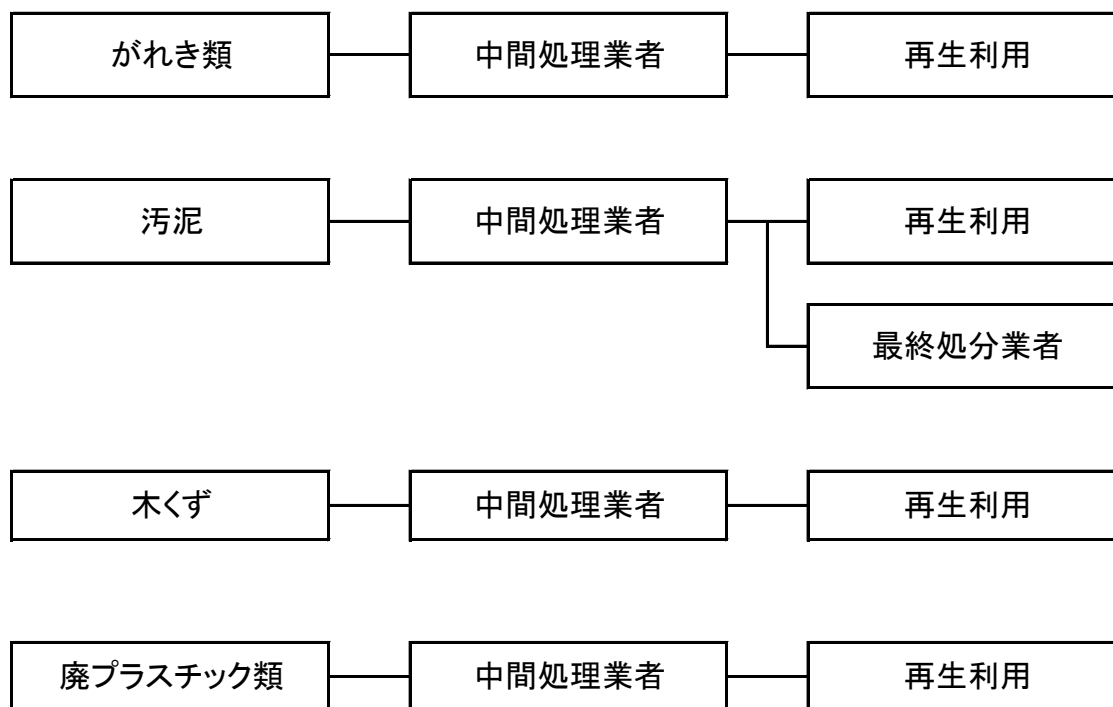 がれき類
中間処理業者
再生利用
汚泥
中間処理業者
再生利用
最終処分業者
木くず
中間処理業者
再生利用
廃プラスチック類
中間処理業者
再生利用